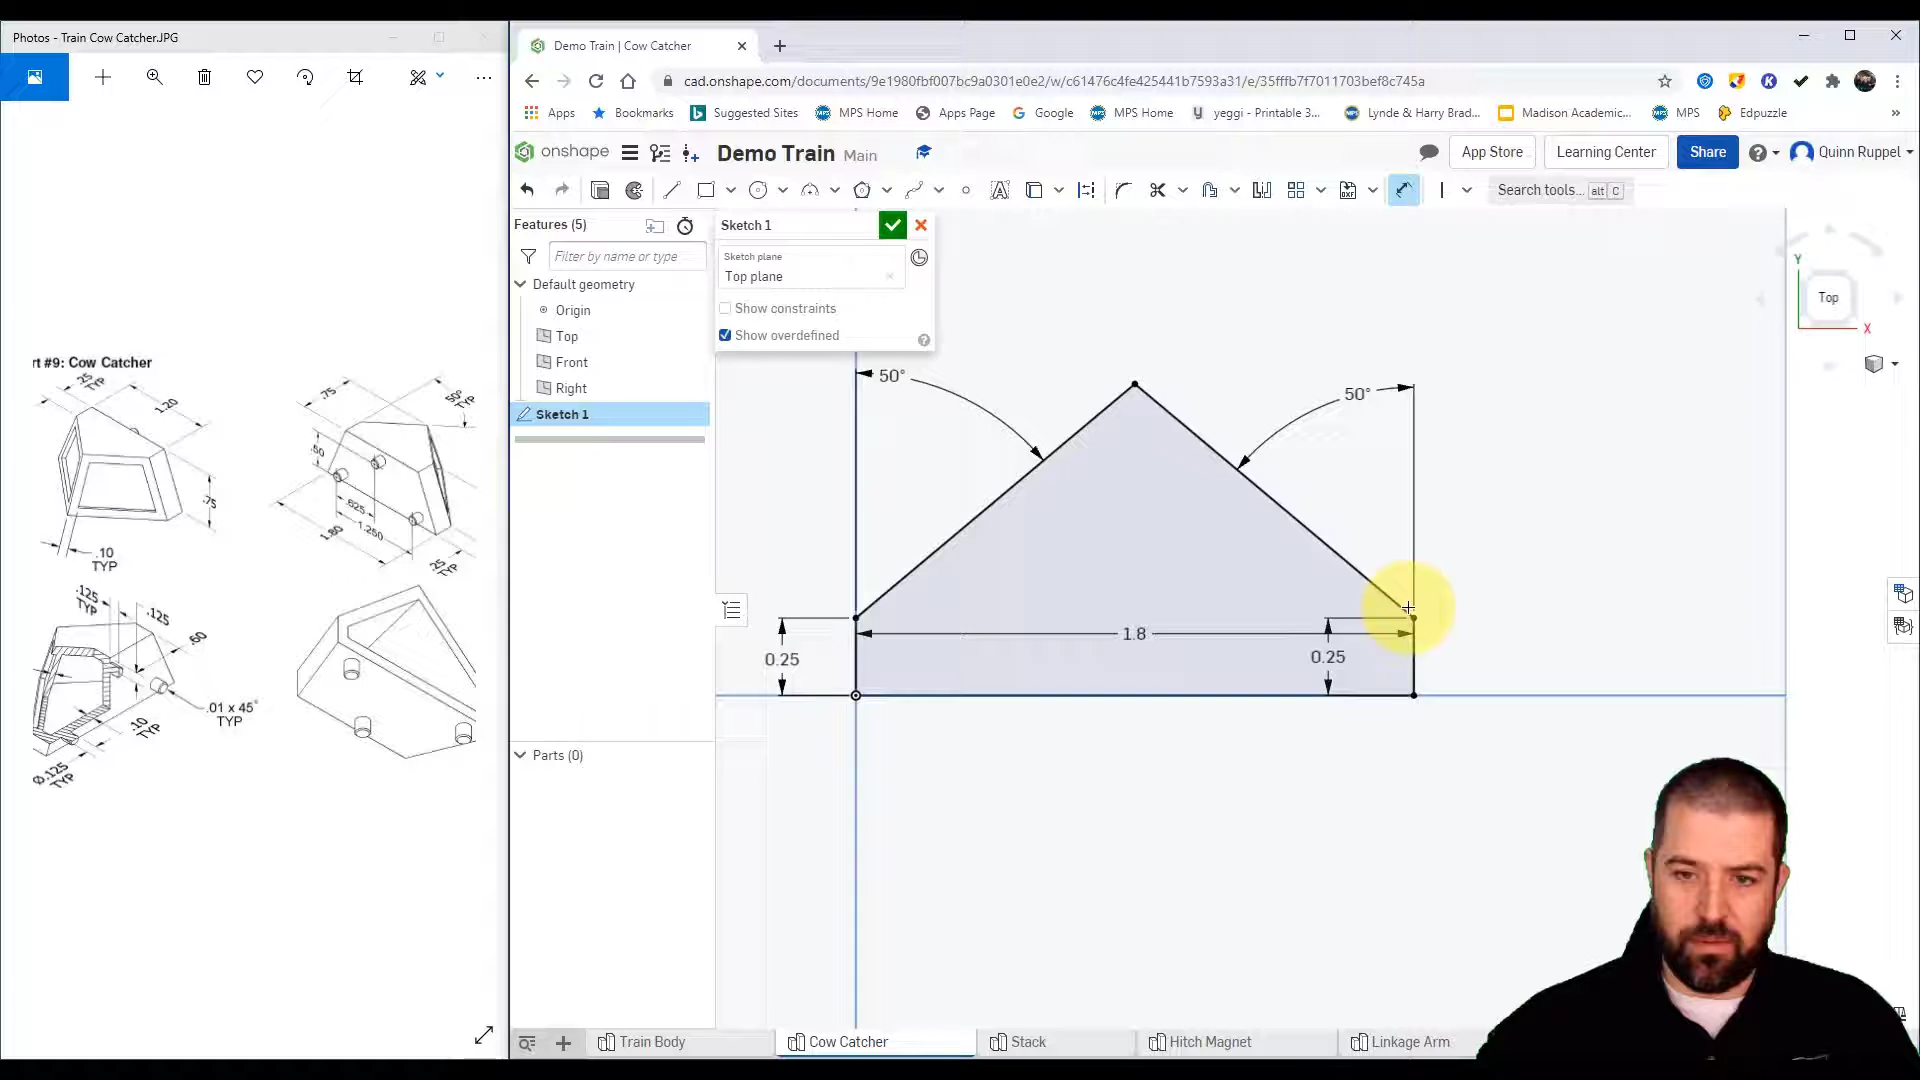 Photos - Train Cow Catcher.JPG
rt #9: Cow Catcher
.25
TYP
1.20
.75
.10
TYP
.75
50°
TYP
.50
.625
1.250
1.80
.25
TYP
.125
TYP
.125
.60
.01 x 45°
TYP
.10
TYP
Ø.125
TYP
Demo Train | Cow Catcher
cad.onshape.com/documents/9e1980fbf007bc9a0301e0e2/w/c61476c4fe425441b7593a31/e/35fffb7f7011703bef8c745a
Apps
Bookmarks
Suggested Sites
MPS Home
Apps Page
Google
MPS Home
yeggi - Printable 3...
Lynde & Harry Brad...
Madison Academic...
MPS
Edpuzzle
»
onshape
Demo Train Main
App Store
Learning Center
Share
Quinn Ruppel
Search tools... alt C
Features (5)
Filter by name or type
Default geometry
Origin
Top
Front
Right
Sketch 1
Parts (0)
Sketch 1
Sketch plane
Top plane
Show constraints
Show overdefined
50°
50°
1.8
0.25
0.25
Y
Top
X
Train Body
Cow Catcher
Stack
Hitch Magnet
Linkage Arm